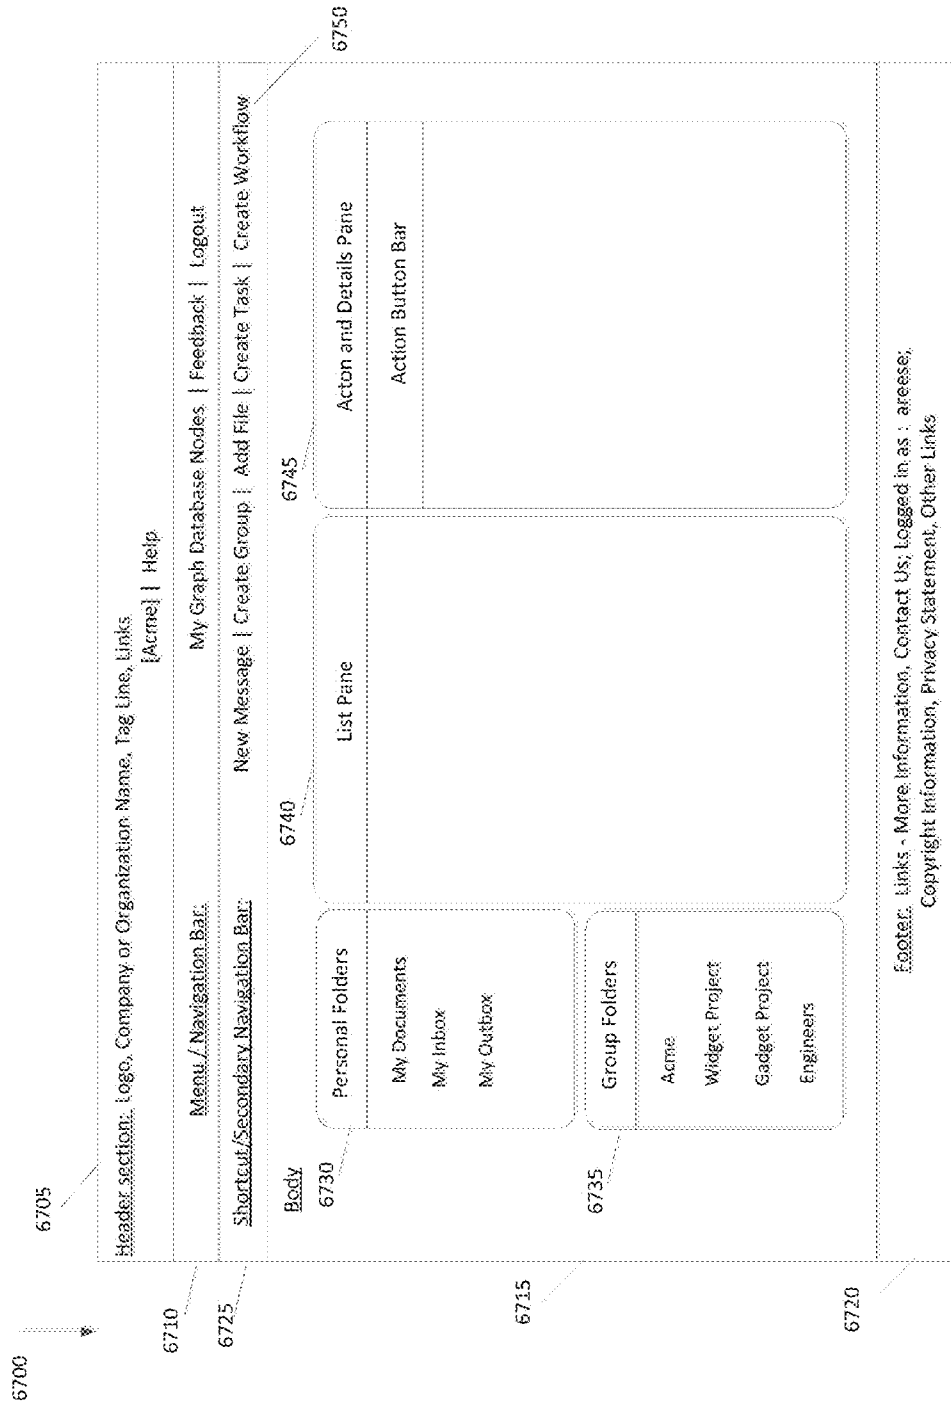 6700
6705
Header section: Logo, Company or Organization Name, Tag Line, Links
[Acme] | Help
6710
Menu / Navigation Bar: My Graph Database Nodes | Feedback | Logout
6725
Shortcut/Secondary Navigation Bar: New Message | Create Group | Add File | Create Task | Create Workflow
6750
Body
6730
Personal Folders
My Documents
My Inbox
My Outbox
6735
Group Folders
Acme
Widget Project
Gadget Project
Engineers
6740
List Pane
6745
Acton and Details Pane
Action Button Bar
6715
6720
Footer: Links - More Information, Contact Us; Logged in as : areese;
Copyright Information, Privacy Statement, Other Links